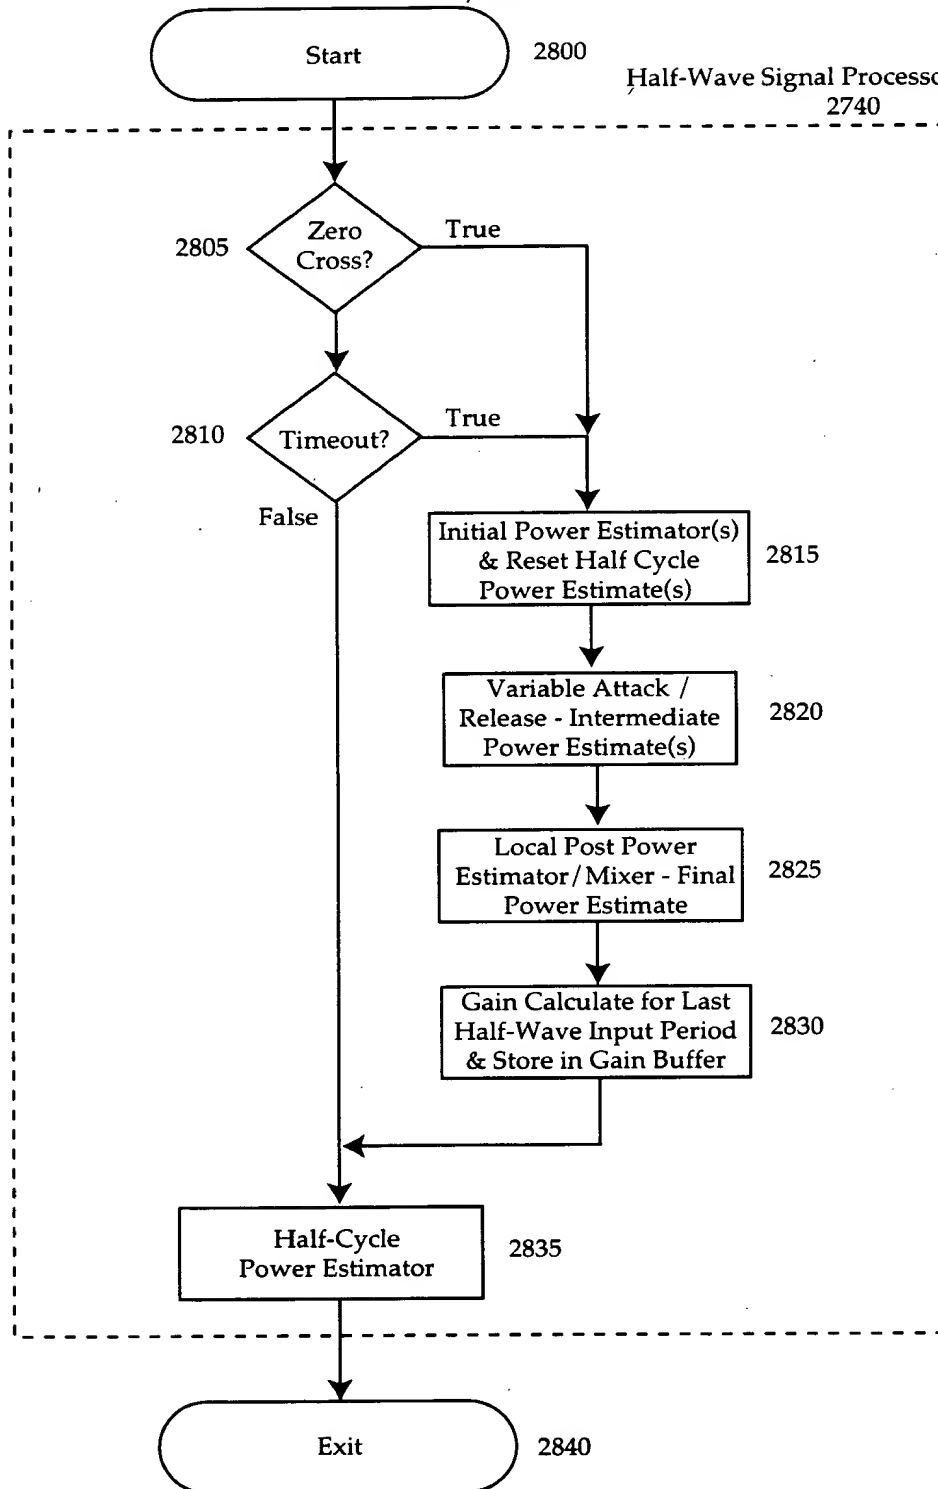 Start
2800
Half-Wave Signal Processo
2740
Zero
Cross?
2805
True
Timeout?
2810
True
False
Initial Power Estimator(s)
& Reset Half Cycle
Power Estimate(s)
2815
Variable Attack /
Release - Intermediate
Power Estimate(s)
2820
Local Post Power
Estimator/Mixer - Final
Power Estimate
2825
Gain Calculate for Last
Half-Wave Input Period
& Store in Gain Buffer
2830
Half-Cycle
Power Estimator
2835
Exit
2840